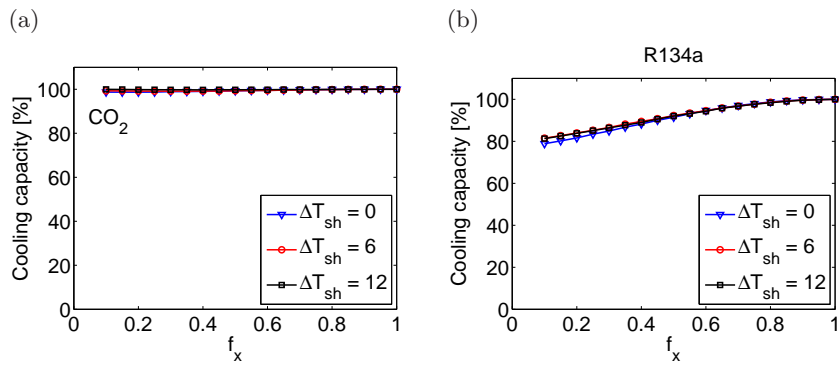 (a)
Cooling capacity [%]
100
80
60
40
20
0
CO2
ΔTsh = 0
ΔTsh = 6
ΔTsh = 12
0
0.2
0.4
0.6
0.8
1
fx
(b)
R134a
Cooling capacity [%]
100
80
60
40
20
0
ΔTsh = 0
ΔTsh = 6
ΔTsh = 12
0
0.2
0.4
0.6
0.8
1
fx